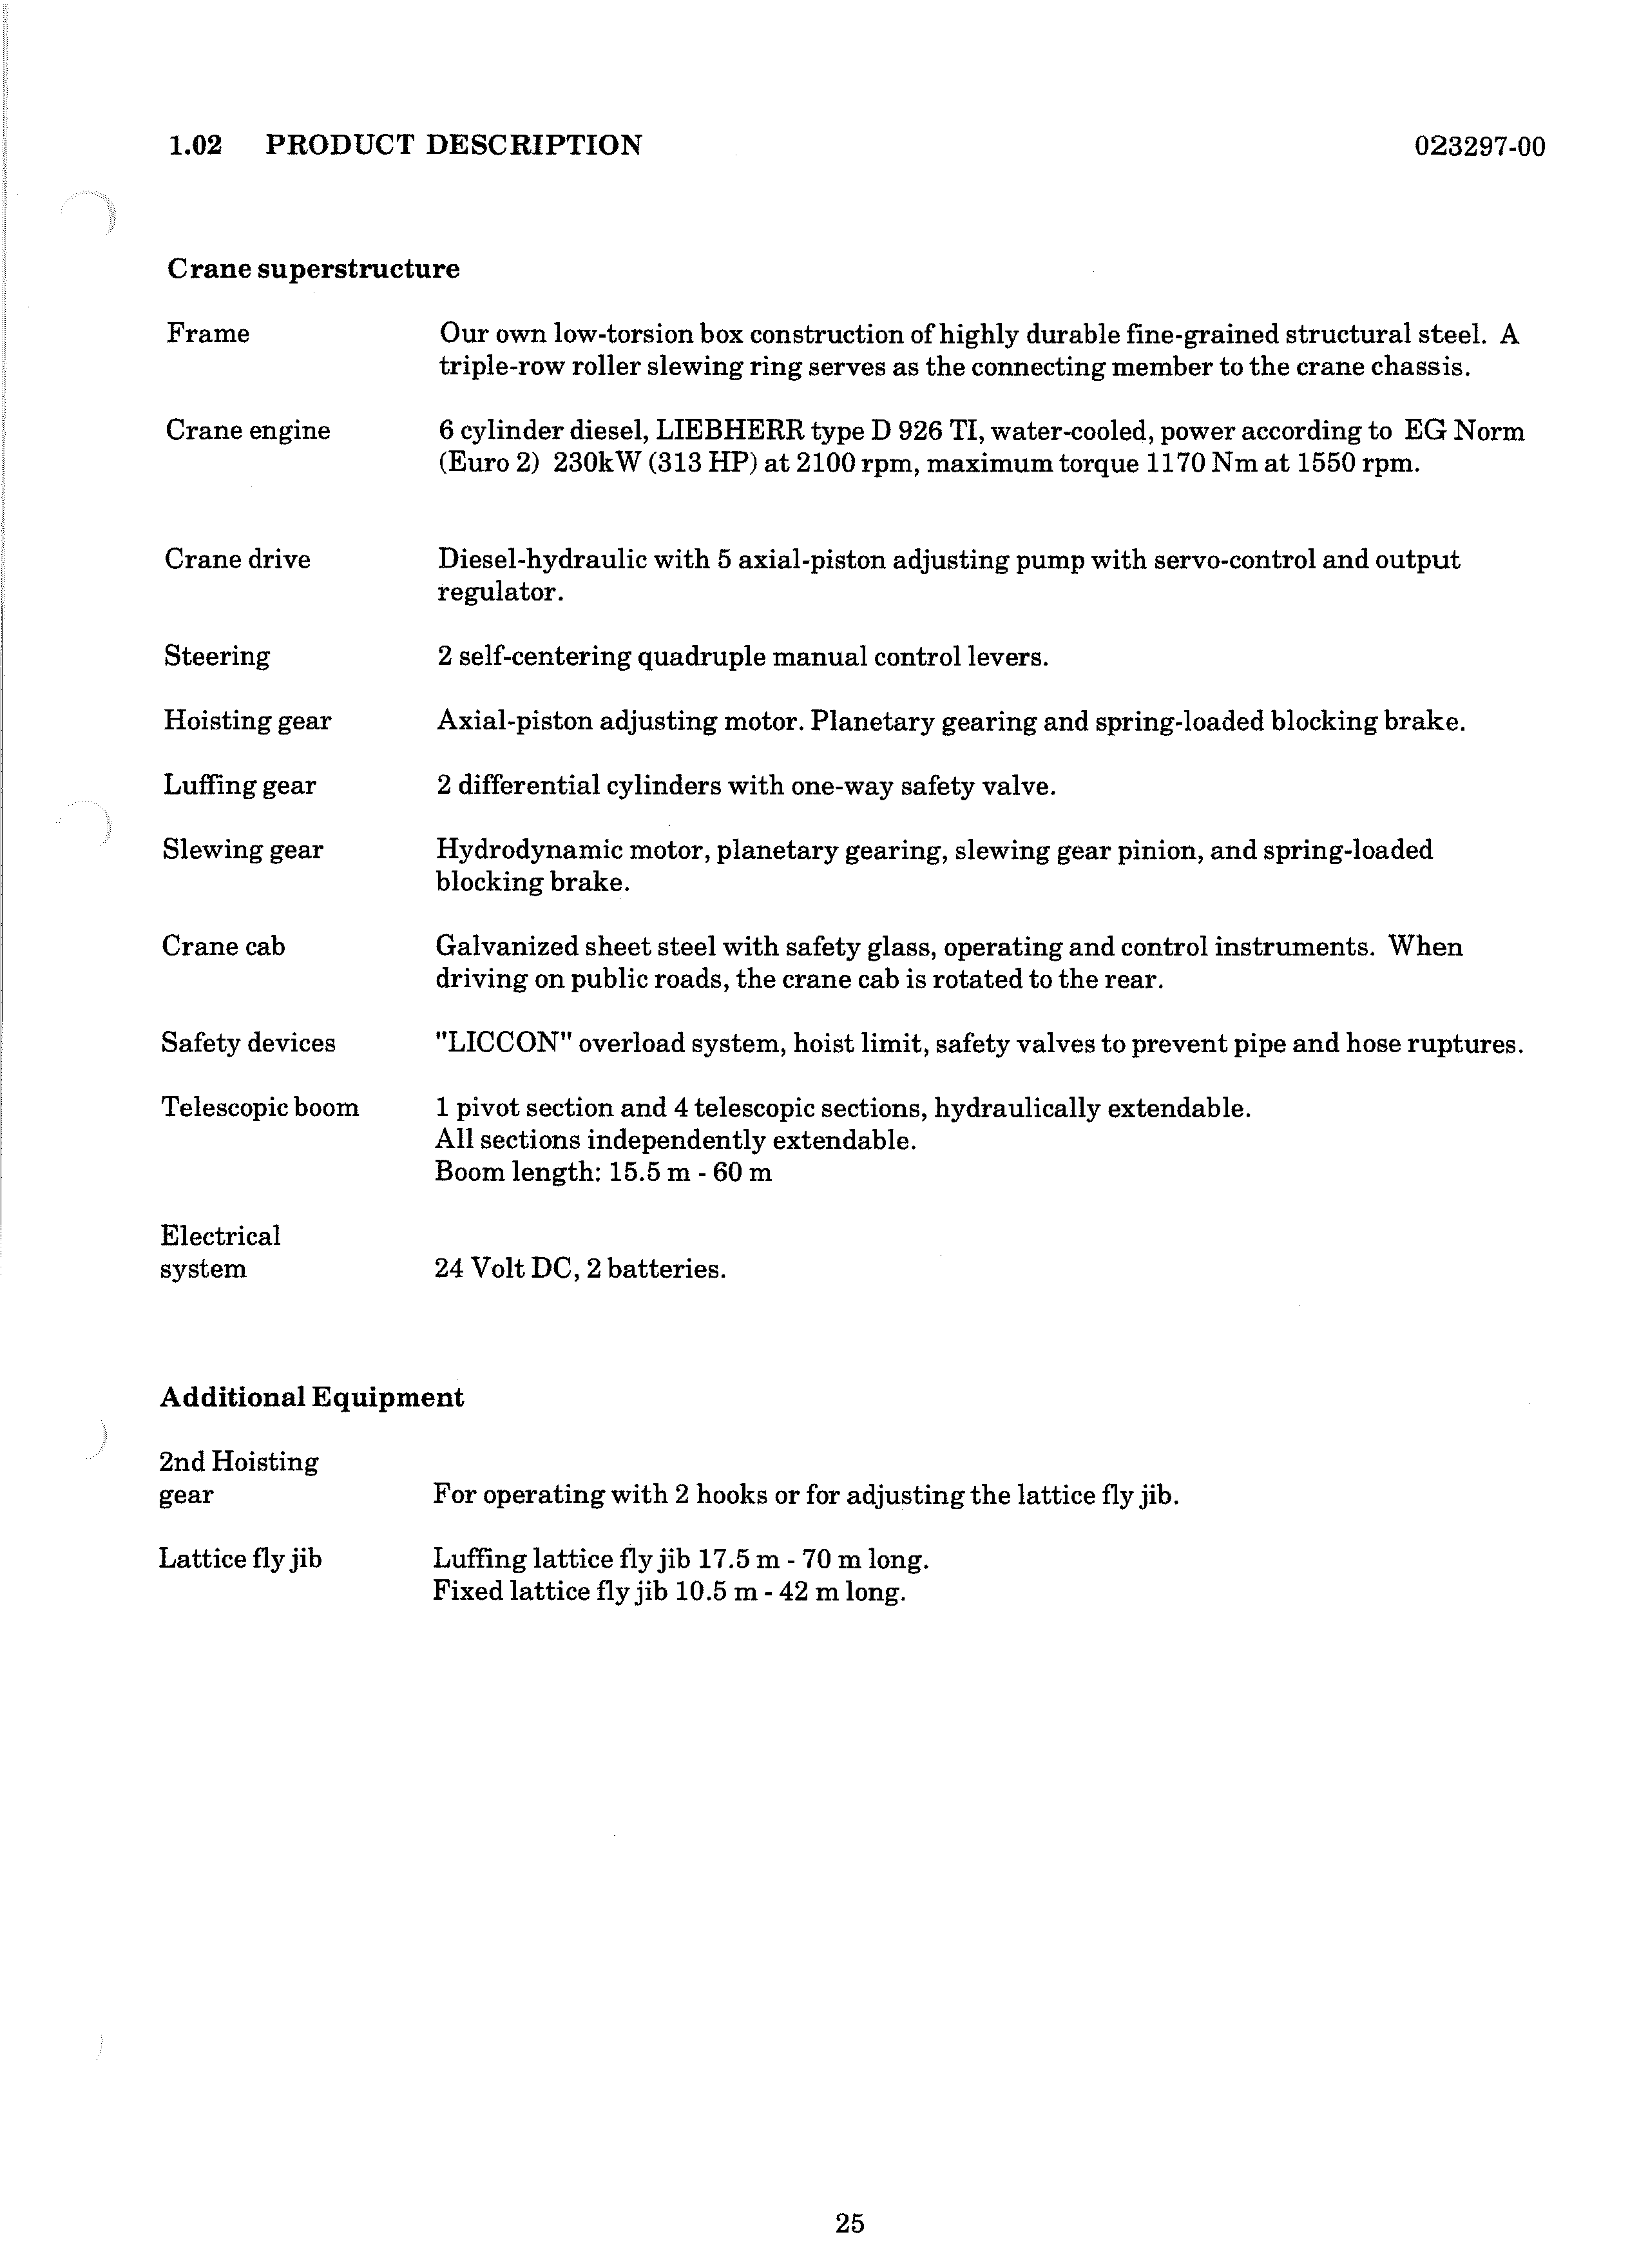 1.02 PRODUCT DESCRIPTION 023297-00
Crane superstructure
Frame Our own low-torsion box construction of highly durable fine-grained structural steel. A
triple-row roller slewing ring serves as the connecting member to the crane chassis.
Crane engine 6 cylinder diesel, LIEBHERR type D 926 TI, water-cooled, power according to EG Norm
(Euro 2) 230kW (313 HP) at 2100 rpm, maximum torque 1170 Nm at 1550 rpm.
Crane drive Diesel-hydraulic with 5 axial-piston adjusting pump with servo-control and output
regulator.
Steering 2 self-centering quadruple manual control levers.
Hoisting gear Axial-piston adjusting motor. Planetary gearing and spring-loaded blocking brake.
Luffing gear 2 differential cylinders with one-way safety valve.
Slewing gear Hydrodynamic motor, planetary gearing, slewing gear pinion, and spring-loaded
blocking brake.
Crane cab Galvanized sheet steel with safety glass, operating and control instruments. When
driving on public roads, the crane cab is rotated to the rear.
Safety devices "LICCON" overload system, hoist limit, safety valves to prevent pipe and hose ruptures.
Telescopic boom 1 pivot section and 4 telescopic sections, hydraulically extendable.
All sections independently extendable.
Boom length: 15.5 m - 60 m
Electrical
system 24 Volt DC, 2 batteries.
Additional Equipment
2nd Hoisting
gear For operating with 2 hooks or for adjusting the lattice fly jib.
Lattice fly jib Luffing lattice fly jib 17.5 m - 70 m long.
Fixed lattice fly jib 10.5 m - 42 m long.
25